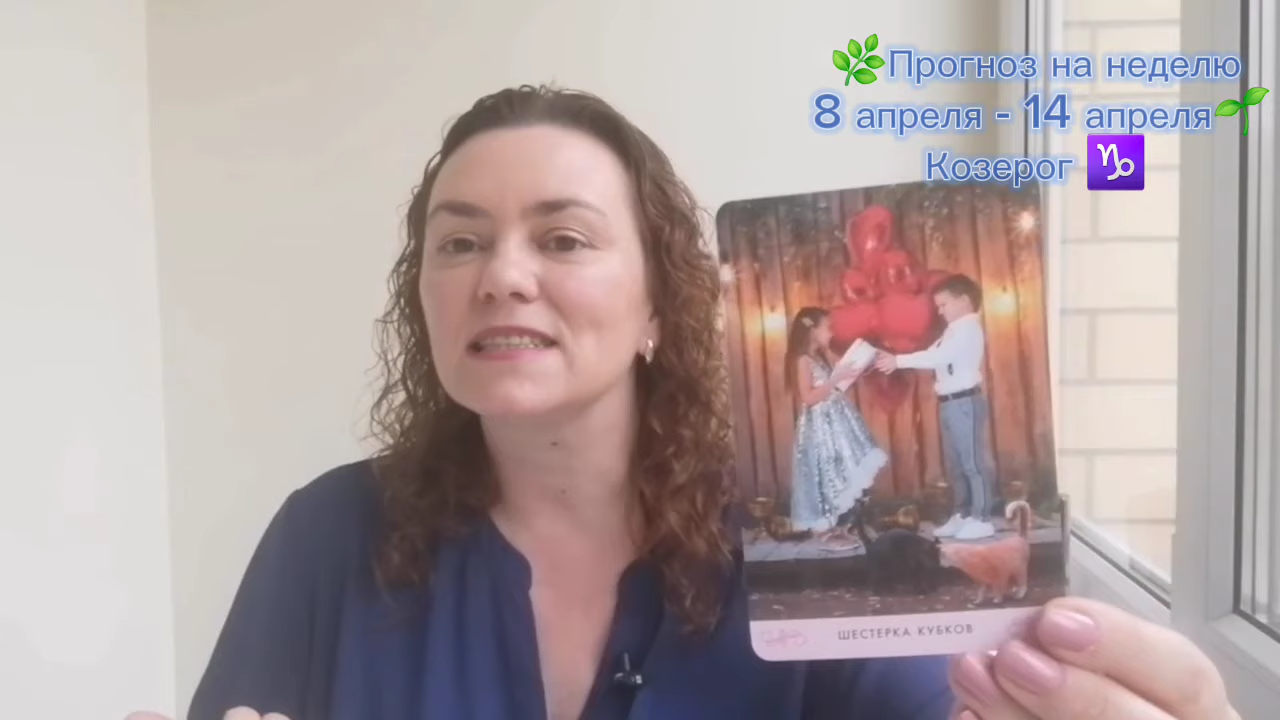 Прогноз на неделю
8 апреля - 14 апреля
Козерог
ШЕСТЕРКА КУБКОВ